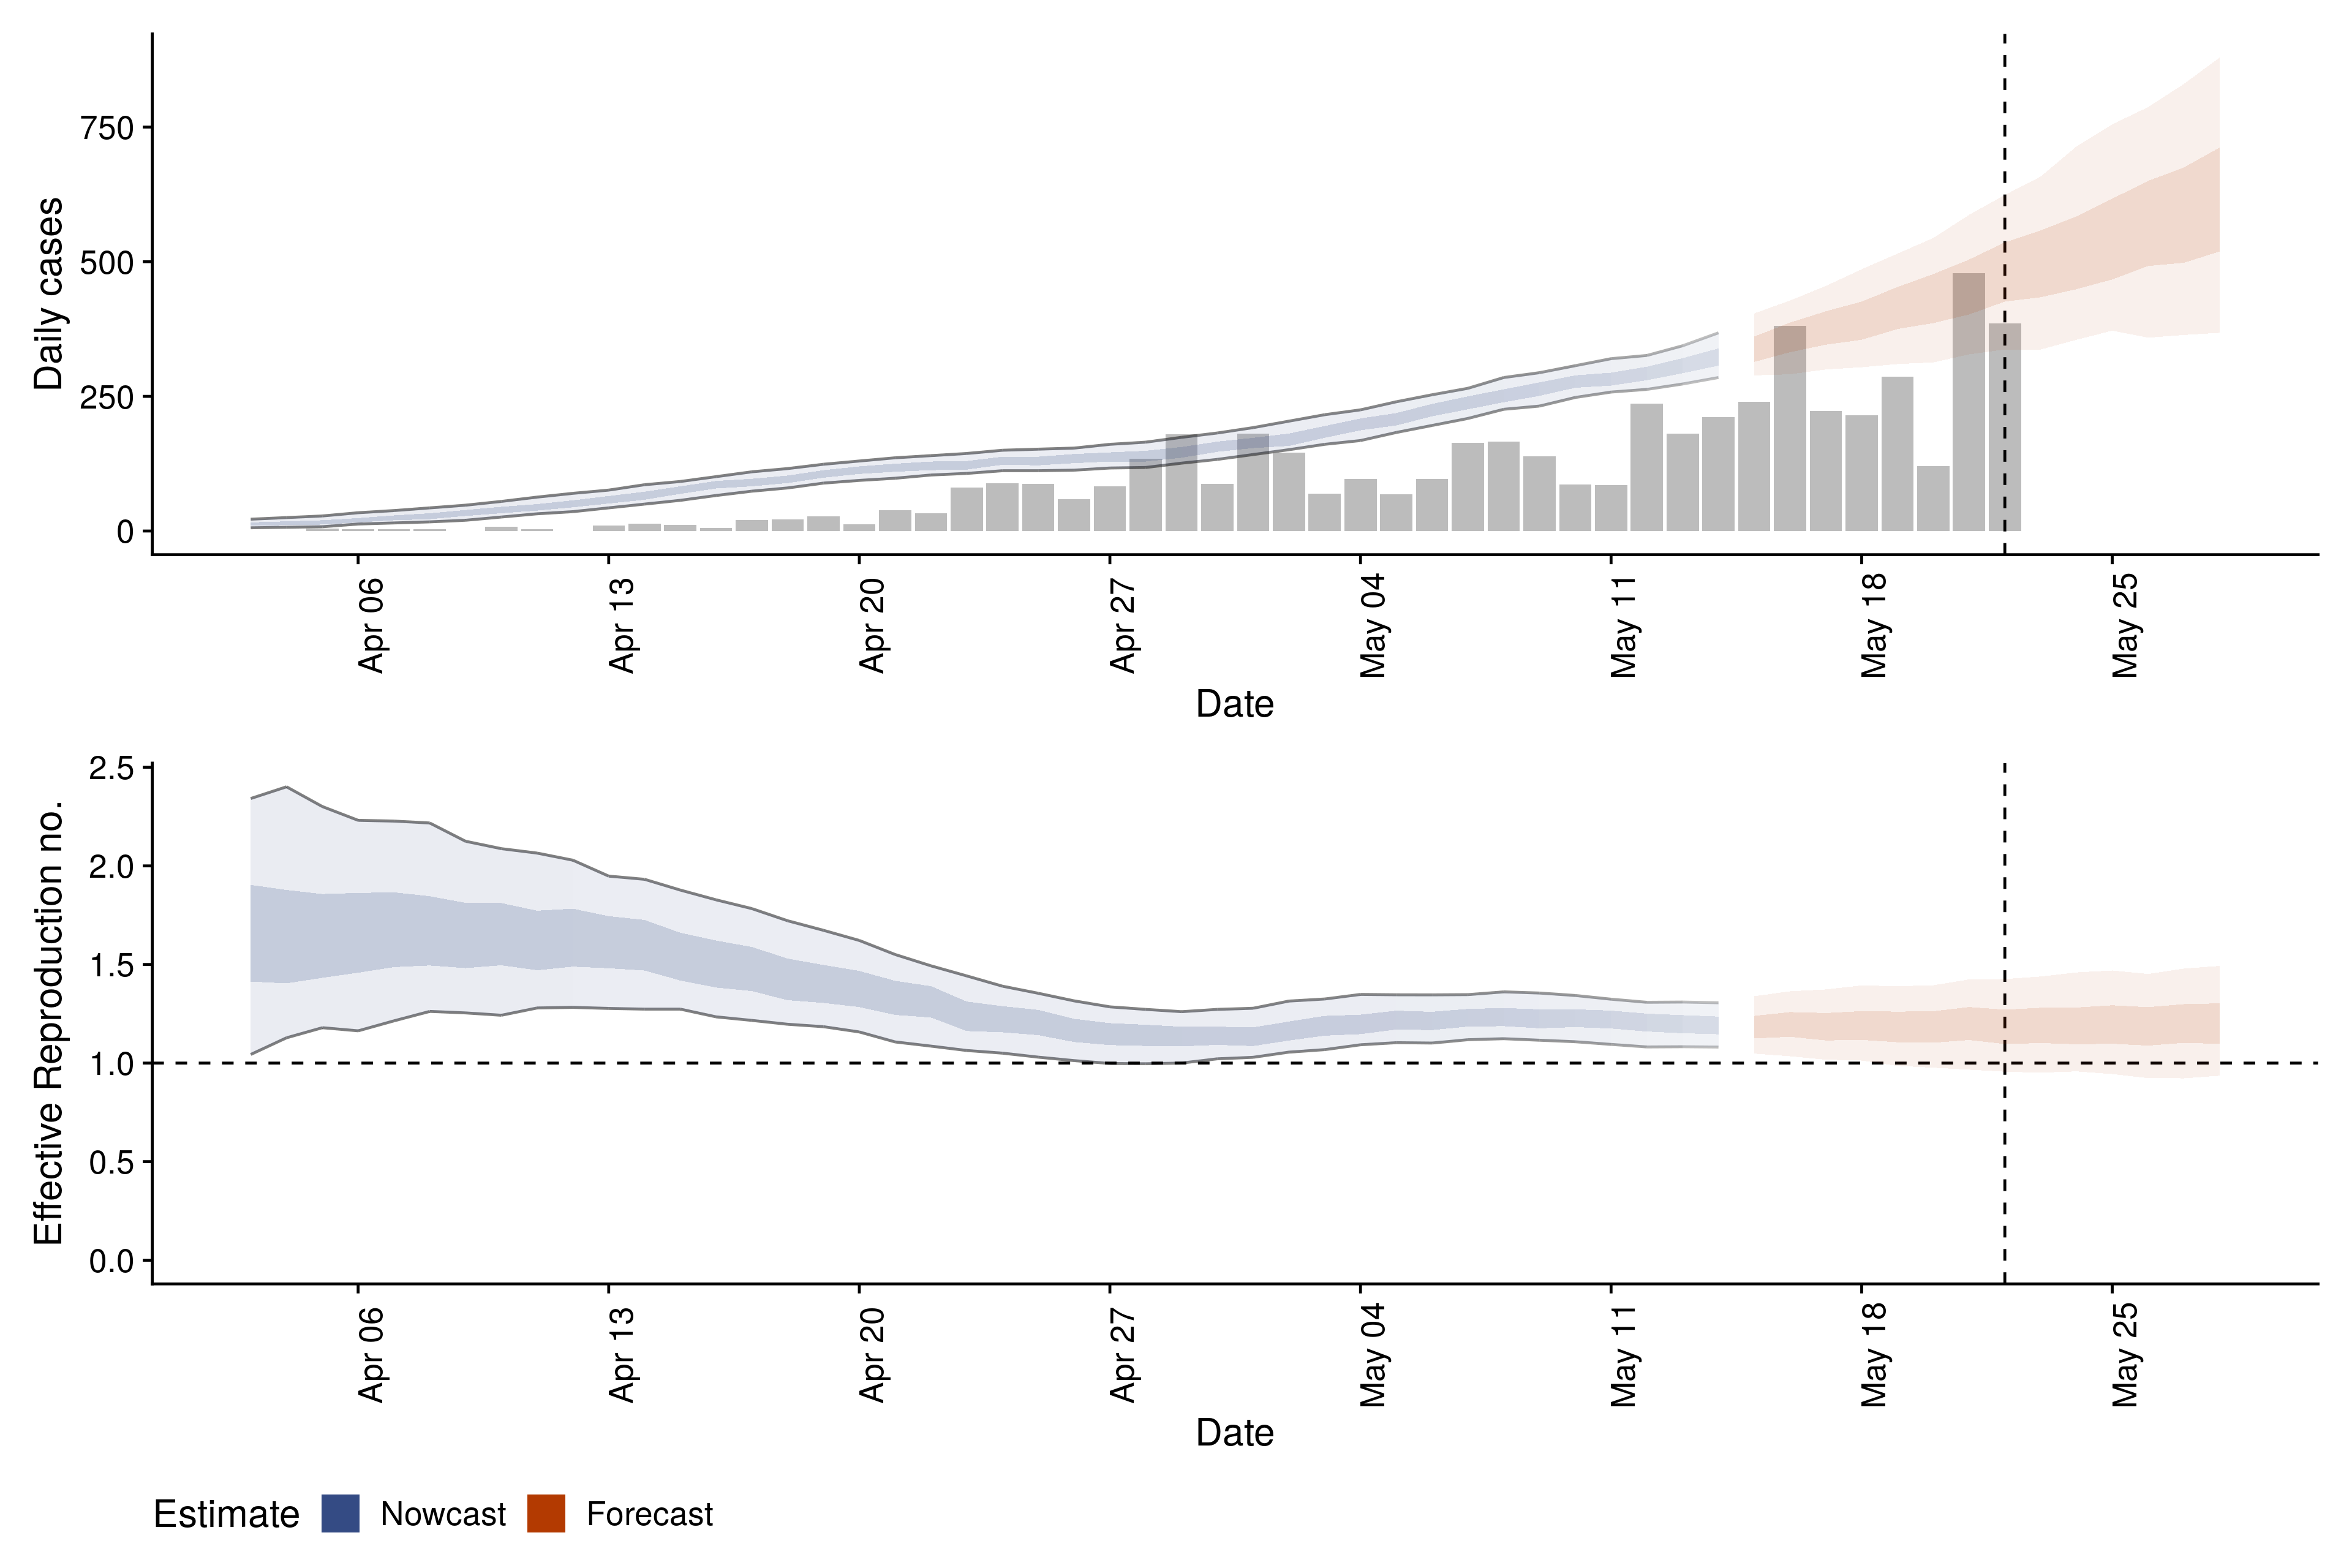 Daily cases
750
500
250
0
Apr 06
Apr 13
Apr 20
Apr 27
May 04
May 11
May 18
May 25
Date
Effective Reproduction no.
2.5
2.0
1.5
1.0
0.5
0.0
Apr 06
Apr 13
Apr 20
Apr 27
May 04
May 11
May 18
May 25
Date
Estimate Nowcast Forecast